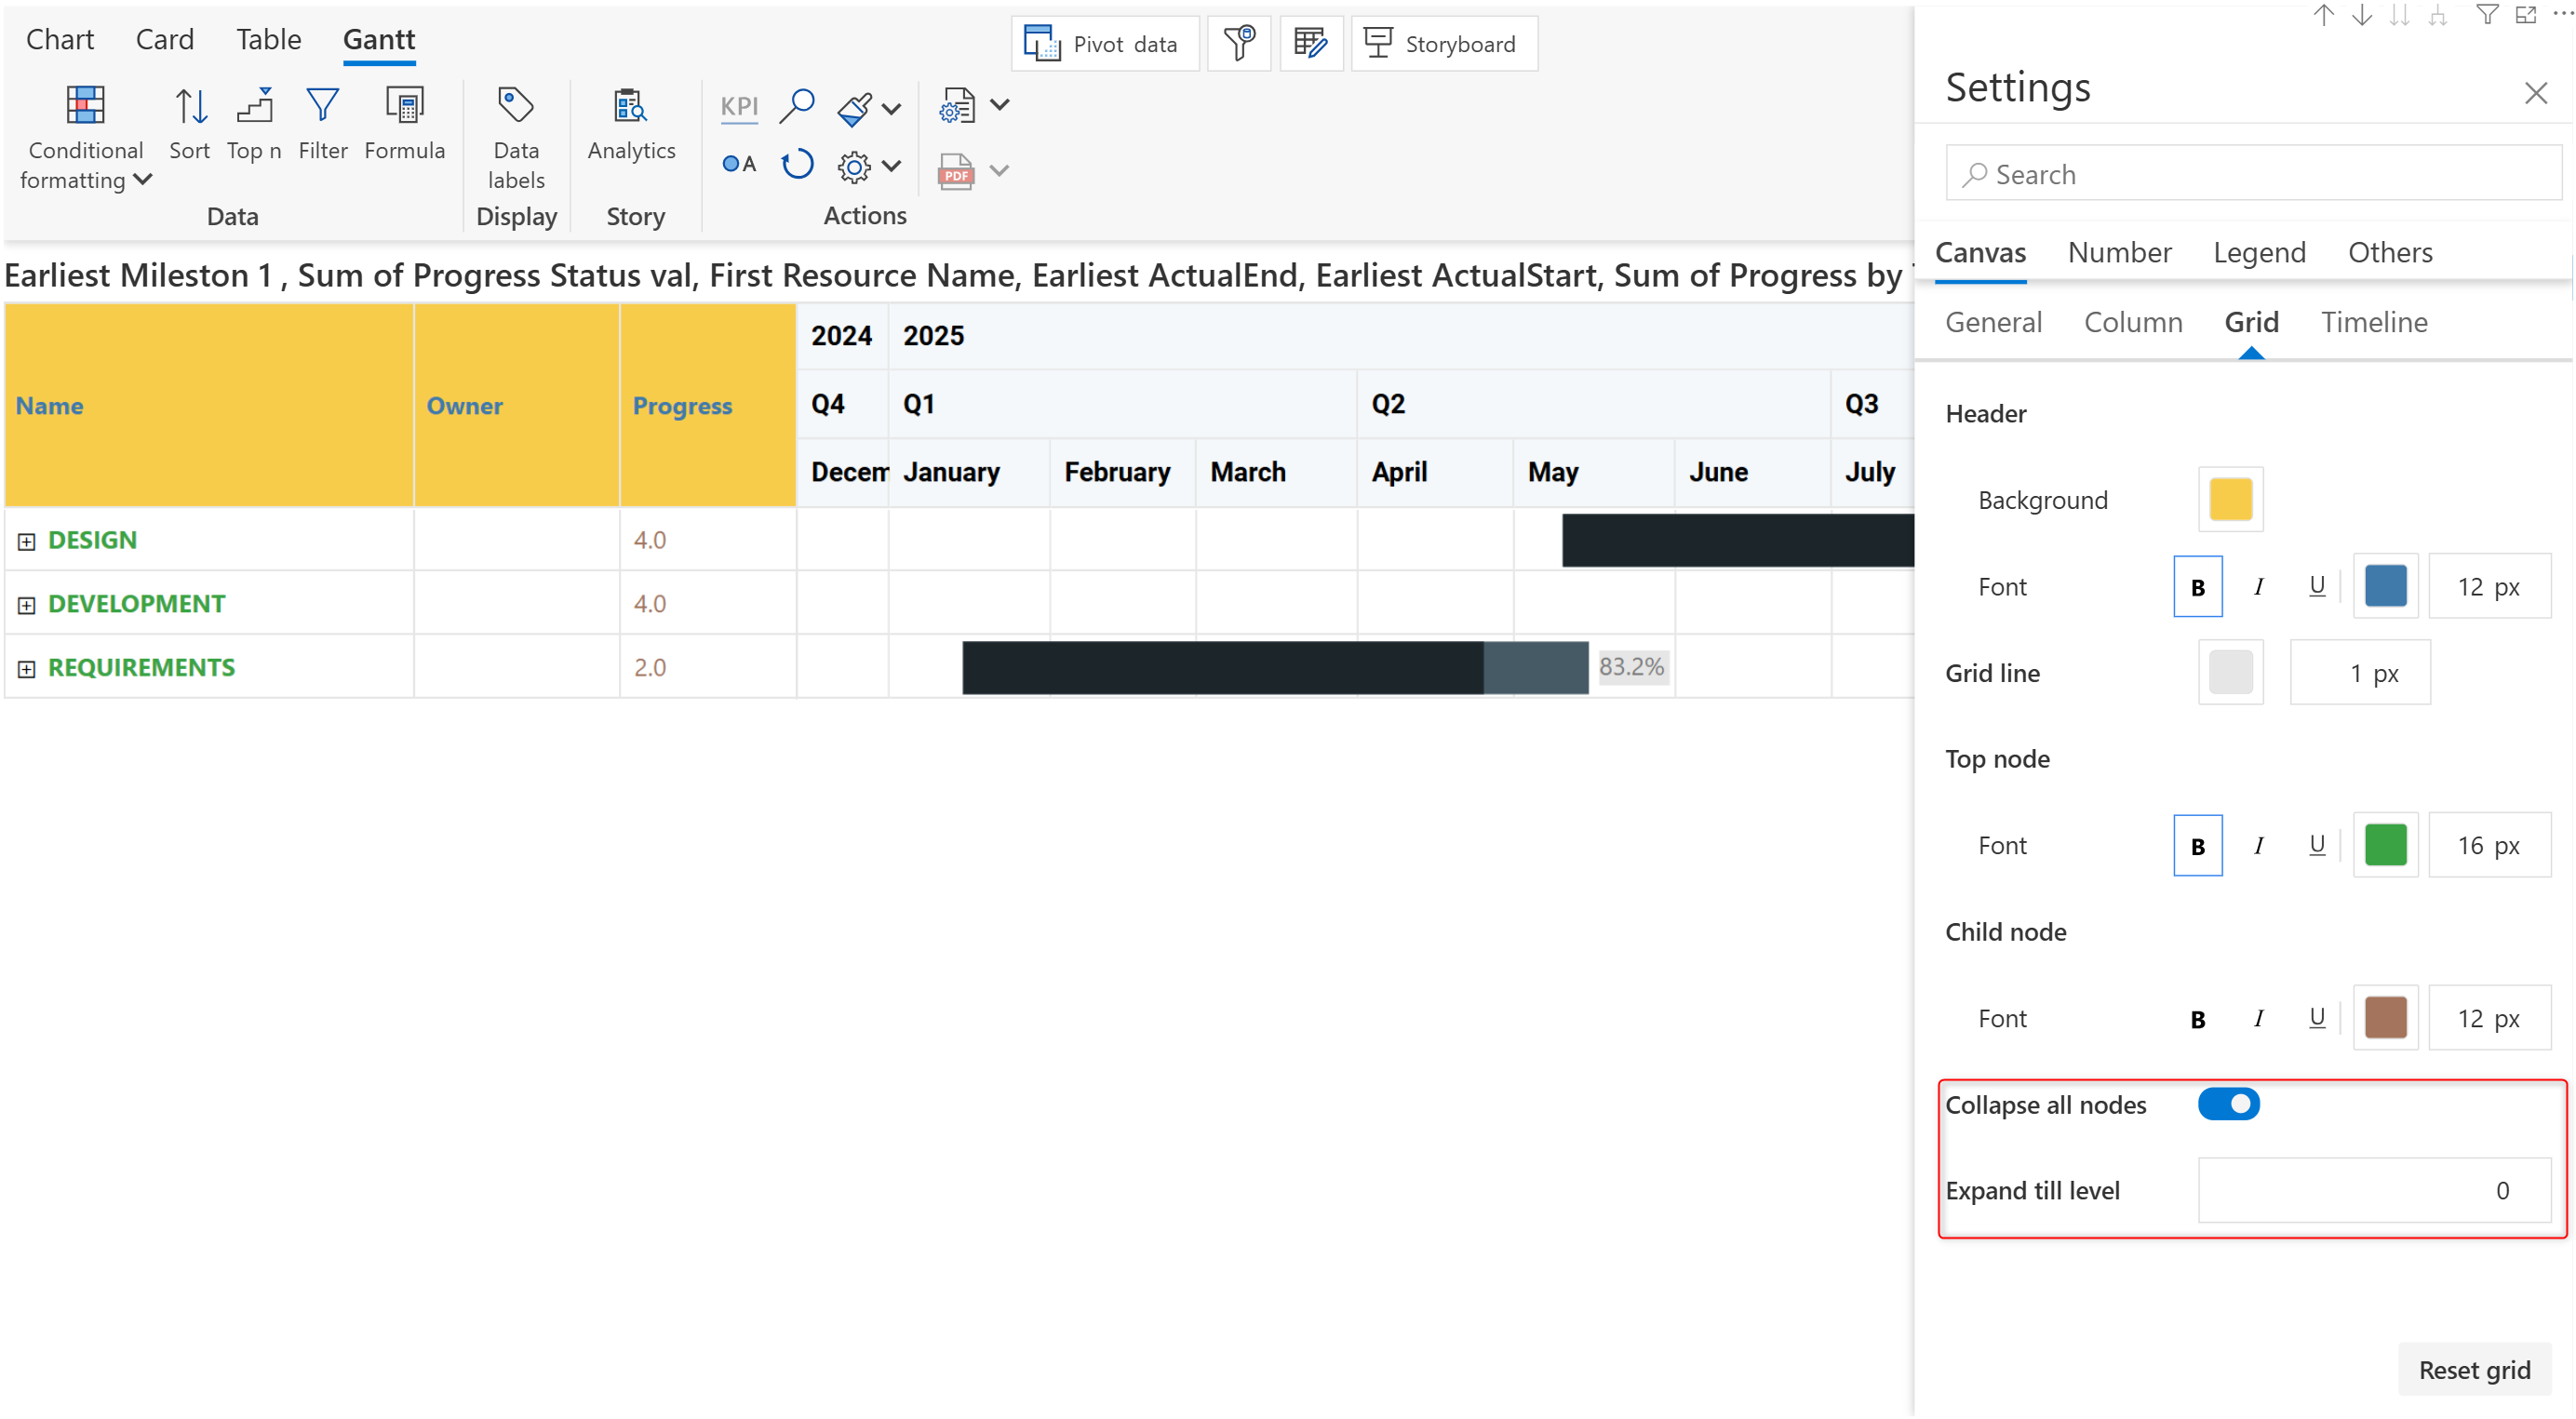 Chart Card Table Gantt
Pivot data
Storyboard
Conditional formatting
Sort
Top n
Filter
Formula
Data
Data labels
Display
Analytics
Story
KPI
A
PDF
Actions
Earliest Mileston 1 , Sum of Progress Status val, First Resource Name, Earliest ActualEnd, Earliest ActualStart, Sum of Progress by
Name Owner Progress
2024 2025
Q4 Q1 Q2 Q3
Decem January February March April May June July
DESIGN 4.0
DEVELOPMENT 4.0
REQUIREMENTS 2.0 83.2%
Settings
Search
Canvas Number Legend Others
General Column Grid Timeline
Header
Background
Font B I U 12 px
Grid line 1 px
Top node
Font B I U 16 px
Child node
Font B I U 12 px
Collapse all nodes
Expand till level 0
Reset grid